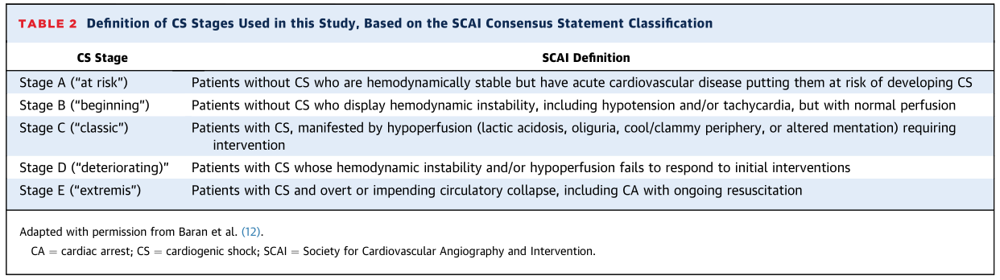 TABLE 2 Definition of CS Stages Used in this Study, Based on the SCAI Consensus Statement Classification
CS Stage SCAI Definition
Stage A (“at risk”) Patients without CS who are hemodynamically stable but have acute cardiovascular disease putting them at risk of developing CS
Stage B (“beginning”) Patients without CS who display hemodynamic instability, including hypotension and/or tachycardia, but with normal perfusion
Stage C (“classic”) Patients with CS, manifested by hypoperfusion (lactic acidosis, oliguria, cool/clammy periphery, or altered mentation) requiring
intervention
Stage D (“deteriorating)” Patients with CS whose hemodynamic instability and/or hypoperfusion fails to respond to initial interventions
Stage E (“extremis”) Patients with CS and overt or impending circulatory collapse, including CA with ongoing resuscitation
Adapted with permission from Baran et al. (12).
CA = cardiac arrest; CS = cardiogenic shock; SCAI = Society for Cardiovascular Angiography and Intervention.